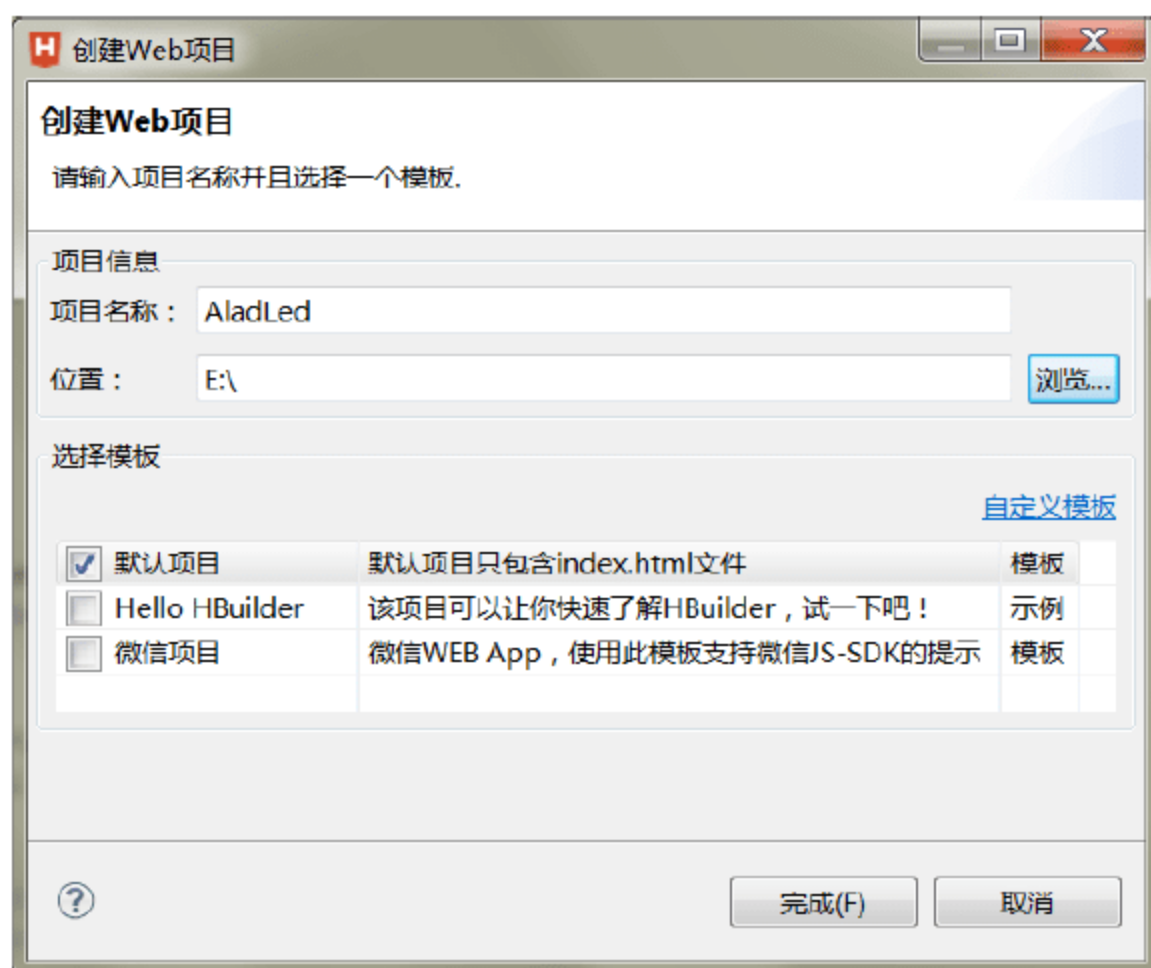 创建Web项目
创建Web项目
请输入项目名称并且选择一个模板.
项目信息
项目名称： AladLed
位置： E:\ 浏览...
选择模板
自定义模板
默认项目 默认项目只包含index.html文件 模板
Hello HBuilder 该项目可以让你快速了解HBuilder，试一下吧！ 示例
微信项目 微信WEB App，使用此模板支持微信JS-SDK的提示 模板
完成(F) 取消